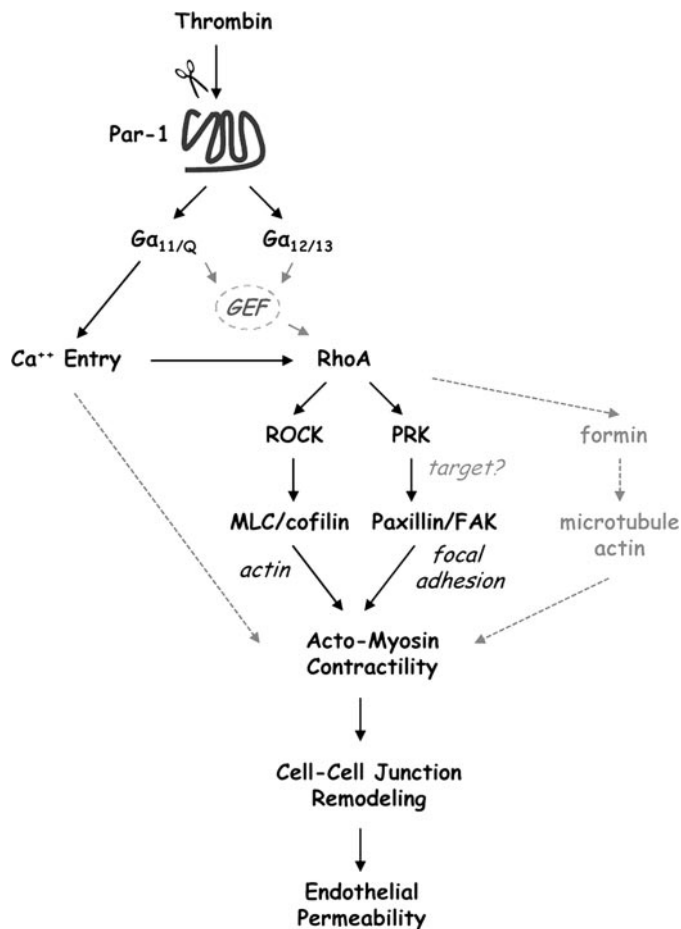 Thrombin
Par-1
Gα11/Q
Gα12/13
GEF
Ca++ Entry
RhoA
ROCK
PRK
formin
target?
MLC/cofilin
Paxillin/FAK
microtubule
actin
actin
focal
adhesion
Acto-Myosin
Contractility
Cell-Cell Junction
Remodeling
Endothelial
Permeability